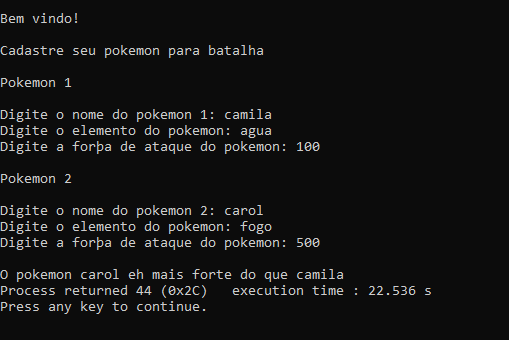 Bem vindo!
Cadastre seu pokemon para batalha
Pokemon 1
Digite o nome do pokemon 1: camila
Digite o elemento do pokemon: agua
Digite a forþa de ataque do pokemon: 100
Pokemon 2
Digite o nome do pokemon 2: carol
Digite o elemento do pokemon: fogo
Digite a forþa de ataque do pokemon: 500
O pokemon carol eh mais forte do que camila
Process returned 44 (0x2C)   execution time : 22.536 s
Press any key to continue.